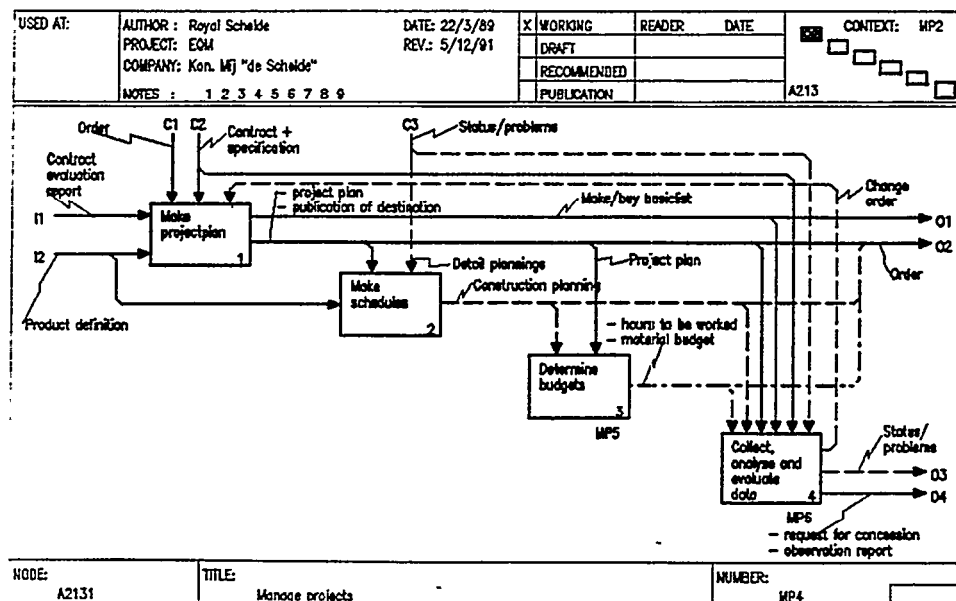 USED AT:
AUTHOR : Royal Schelde
DATE: 22/3/89
X WORKING
READER
DATE
CONTEXT: MP2
PROJECT: EOM
REV.: 5/12/91
DRAFT
COMPANY: Kon. Mij "de Schelde"
RECOMMENDED
NOTES : 1 2 3 4 5 6 7 8 9
PUBLICATION
A213
Order
C1
C2
Contract +
specification
C3
Status/problems
Contract
evaluation
report
I1
I2
Product definition
Make
projectplan
1
- project plan
- publication of destination
Make/buy basiclist
Change
order
O1
O2
Order
Detail plannings
Project plan
Make
schedules
2
Construction planning
- hours to be worked
- material budget
Determine
budgets
3
MP5
Collect,
analyse and
evaluate
data
4
MP6
Status/
problems
O3
O4
- request for concession
- observation report
NODE:
A2131
TITLE:
Manage projects
NUMBER:
MP4